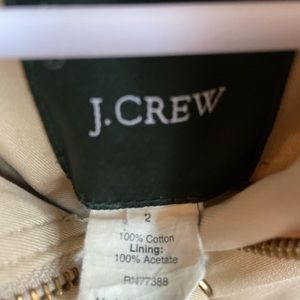 J.CREW
2
100% Cotton
Lining:
100% Acetate
RN77388